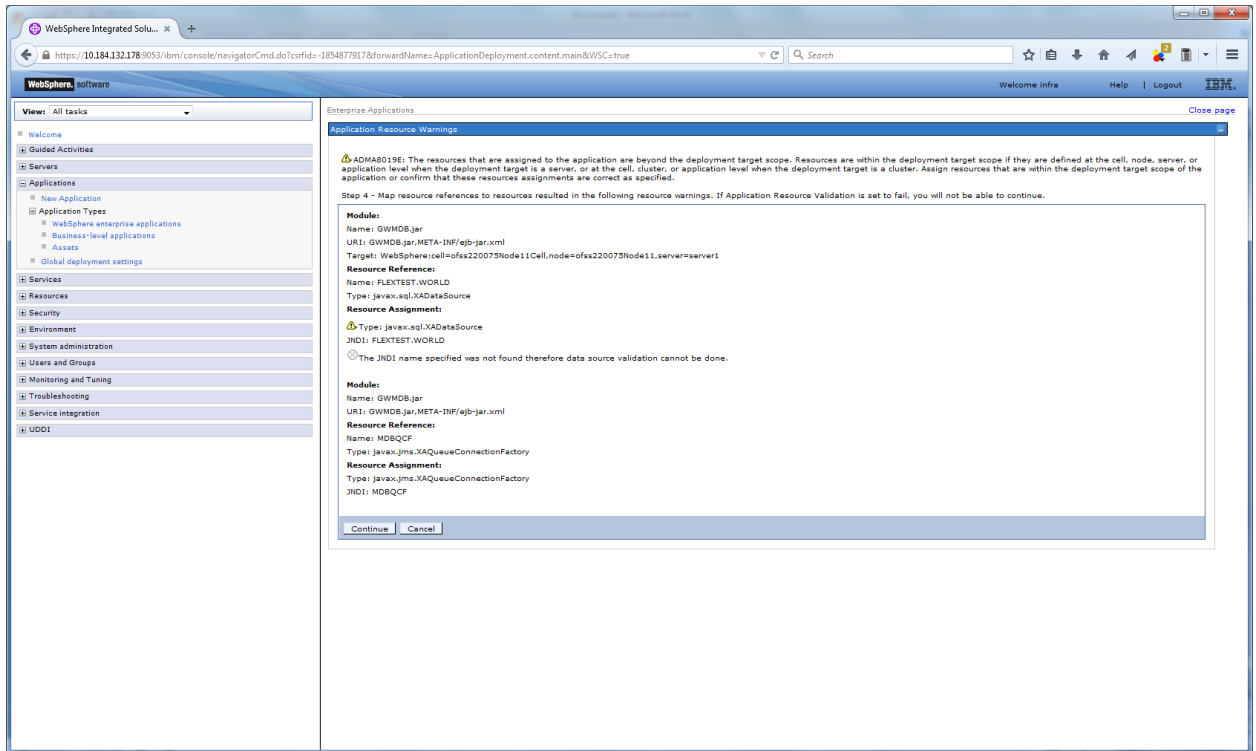 WebSphere Integrated Solu...
https://10.184.132.178:9053/ibm/console/navigatorCmd.do?csrfid=-1854877917&forwardName=ApplicationDeployment.content.main&WSC=true
Search
2
WebSphere. software
Welcome infra
Help | Logout
IBM.
View: All tasks
Welcome
Guided Activities
Servers
Applications
New Application
Application Types
WebSphere enterprise applications
Business-level applications
Assets
Global deployment settings
Services
Resources
Security
Environment
System administration
Users and Groups
Monitoring and Tuning
Troubleshooting
Service integration
UDDI
Enterprise Applications
Close page
Application Resource Warnings
ADMA8019E: The resources that are assigned to the application are beyond the deployment target scope. Resources are within the deployment target scope if they are defined at the cell, node, server, or
application level when the deployment target is a server, or at the cell, cluster, or application level when the deployment target is a cluster. Assign resources that are within the deployment target scope of the
application or confirm that these resources assignments are correct as specified.
Step 4 - Map resource references to resources resulted in the following resource warnings. If Application Resource Validation is set to fail, you will not be able to continue.
Module:
Name: GWMDB.jar
URI: GWMDB.jar,META-INF/ejb-jar.xml
Target: WebSphere:cell=ofss220075Node11Cell,node=ofss220075Node11,server=server1
Resource Reference:
Name: FLEXTEST.WORLD
Type: javax.sql.XADataSource
Resource Assignment:
Type: javax.sql.XADataSource
JNDI: FLEXTEST.WORLD
The JNDI name specified was not found therefore data source validation cannot be done.
Module:
Name: GWMDB.jar
URI: GWMDB.jar,META-INF/ejb-jar.xml
Resource Reference:
Name: MDBQCF
Type: javax.jms.XAQueueConnectionFactory
Resource Assignment:
Type: javax.jms.XAQueueConnectionFactory
JNDI: MDBQCF
Continue
Cancel